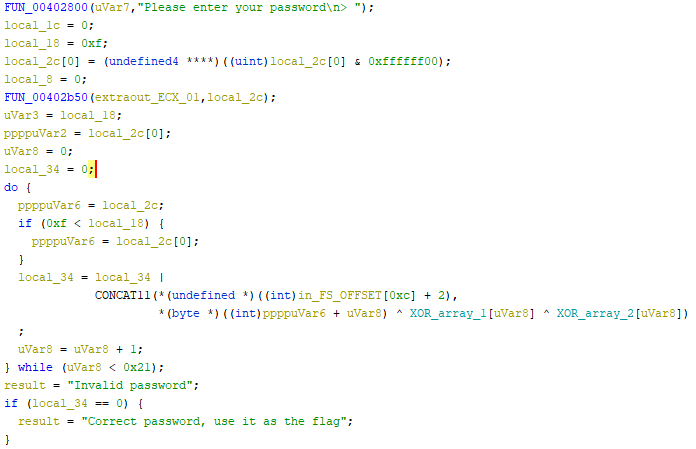 FUN_00402800(uVar7,"Please enter your password\n> ");
local_1c = 0;
local_18 = 0xf;
local_2c[0] = (undefined4 ****)((uint)local_2c[0] & 0xffffff00);
local_8 = 0;
FUN_00402b50(extraout_ECX_01,local_2c);
uVar3 = local_18;
ppppuVar2 = local_2c[0];
uVar8 = 0;
local_34 = 0;
do {
ppppuVar6 = local_2c;
if (0xf < local_18) {
ppppuVar6 = local_2c[0];
}
local_34 = local_34 |
CONCAT11(*(undefined *)((int)in_FS_OFFSET[0xc] + 2),
*(byte *)((int)ppppuVar6 + uVar8) ^ XOR_array_1[uVar8] ^ XOR_array_2[uVar8])
;
uVar8 = uVar8 + 1;
} while (uVar8 < 0x21);
result = "Invalid password";
if (local_34 == 0) {
result = "Correct password, use it as the flag";
}